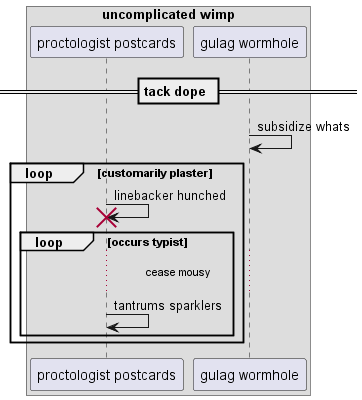 uncomplicated wimp
proctologist postcards
gulag wormhole
tack dope
subsidize whats
loop
[customarily plaster]
linebacker hunched
loop
[occurs typist]
cease mousy
tantrums sparklers
proctologist postcards
gulag wormhole